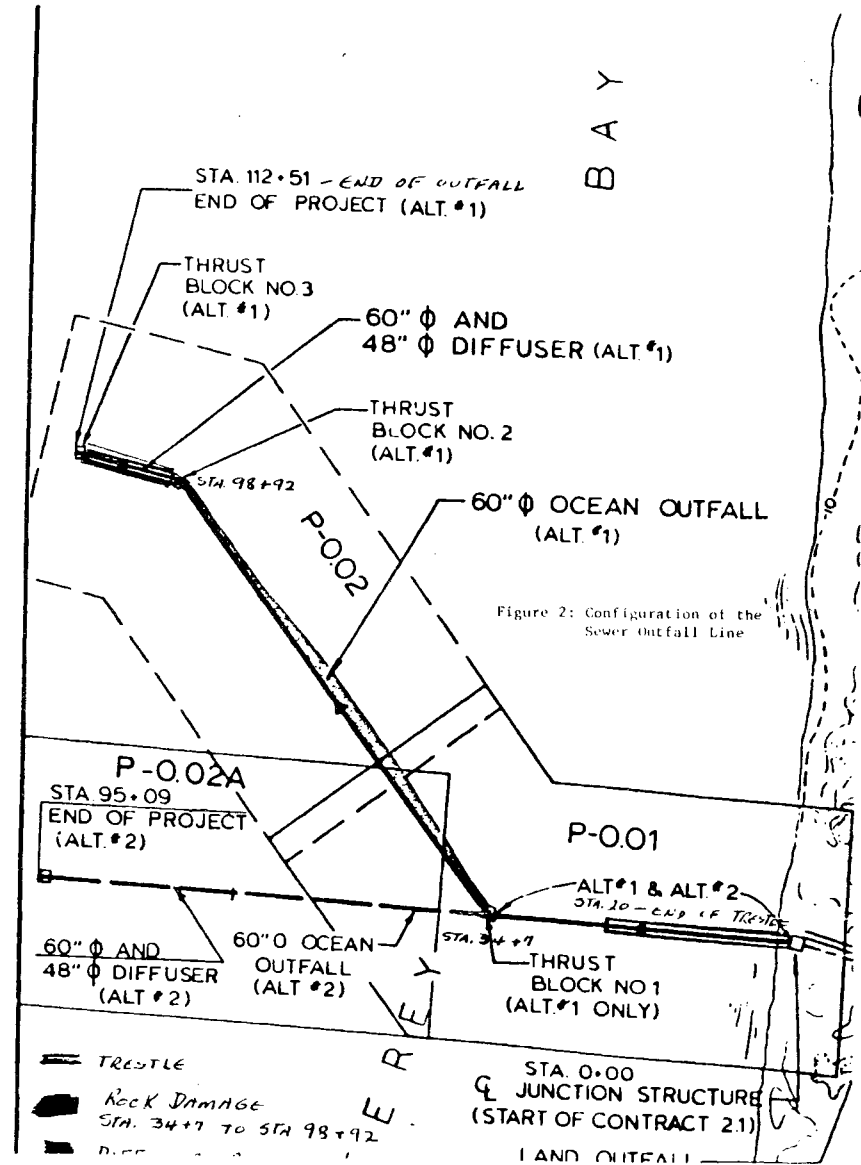 BAY
STA. 112+51 - END OF OUTFALL
END OF PROJECT (ALT. #1)
THRUST
BLOCK NO. 3
(ALT. #1)
60" ϕ AND
48" ϕ DIFFUSER (ALT. #1)
THRUST
BLOCK NO. 2
(ALT. #1)
STA. 98+92
P-0.02
60" ϕ OCEAN OUTFALL
(ALT. #1)
10
Figure 2: Configuration of the
Sewer Outfall Line
P-0.02A
STA. 95+09
END OF PROJECT
(ALT. #2)
P-0.01
ALT #1 & ALT. #2
STA. 20 - END OF TRESTLE
STA. 34+7
60" ϕ AND
48" ϕ DIFFUSER
(ALT #2)
60" O OCEAN
OUTFALL
(ALT #2)
THRUST
BLOCK NO 1
(ALT. #1 ONLY)
EREY
TRESTLE
ROCK DAMAGE
STA. 34+7 TO STA 98+92
STA. 0+00
℄ JUNCTION STRUCTURE
(START OF CONTRACT 2.1)
LAND OUTFALL